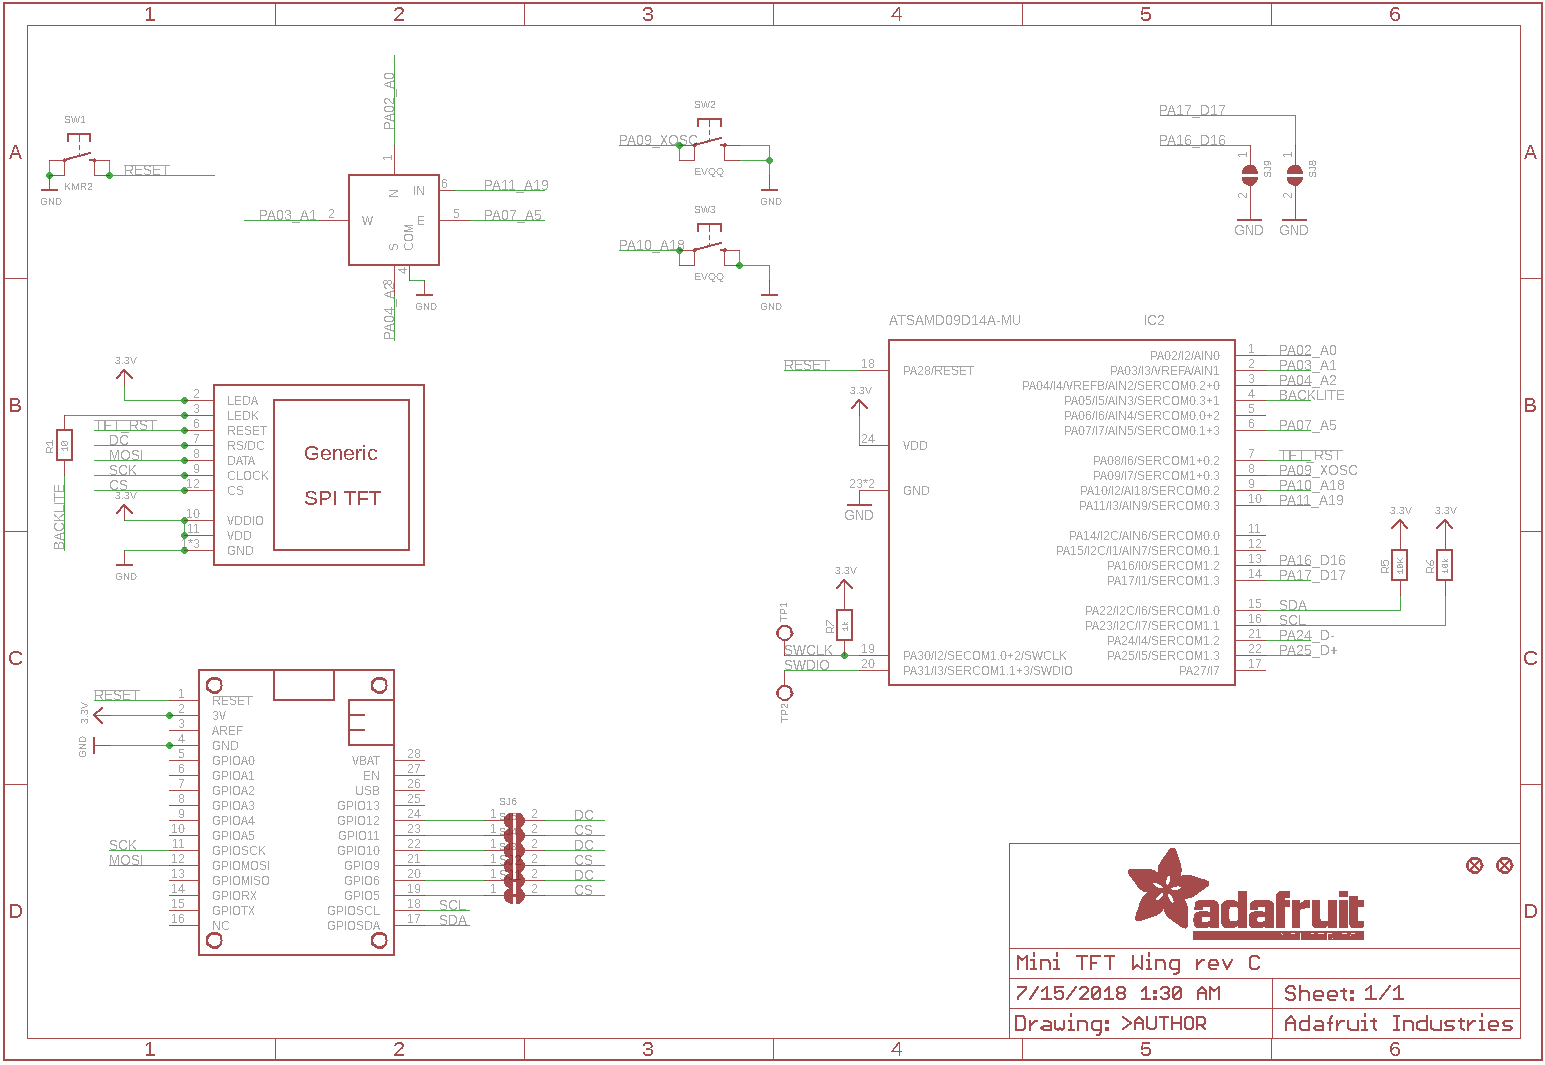 1 2 3 4 5 6
A
B
C
D
A
B
C
D
SW1
KMR2
GND
RESET
PA02_A0
1
N
IN
6
PA11_A19
PA03_A1
2
W
E
5
PA07_A5
S
COM
4
PA04_A2
GND
SW2
PA09_XOSC
EVQQ
GND
SW3
PA10_A18
EVQQ
GND
PA17_D17
PA16_D16
1
SJ9
2
GND
1
SJ8
2
GND
3.3V
2 LEDA
3 LEDK
TFT_RST 6 RESET
DC 7 RS/DC
MOSI 8 DATA
SCK 9 CLOCK
CS 12 CS
3.3V
10 VDDIO
11 VDD
*3 GND
GND
R1
10
BACKLITE
Generic
SPI TFT
ATSAMD09D14A-MU
IC2
RESET 18 PA28/RESET
3.3V
24 VDD
23*2 GND
GND
3.3V
R7
1k
TP1
SWCLK 19 PA30/I2/SECOM1.0+2/SWCLK
SWDIO 20 PA31/I3/SERCOM1.1+3/SWDIO
TP2
PA02/I2/AIN0 1 PA02_A0
PA03/I3/VREFA/AIN1 2 PA03_A1
PA04/I4/VREFB/AIN2/SERCOM0.2+0 3 PA04_A2
PA05/I5/AIN3/SERCOM0.3+1 4 BACKLITE
PA06/I6/AIN4/SERCOM0.0+2 5
PA07/I7/AIN5/SERCOM0.1+3 6 PA07_A5
PA08/I6/SERCOM1+0.2 7 TFT_RST
PA09/I7/SERCOM1+0.3 8 PA09_XOSC
PA10/I2/AI18/SERCOM0.2 9 PA10_A18
PA11/I3/AIN9/SERCOM0.3 10 PA11_A19
PA14/I2C/AIN6/SERCOM0.0 11
PA15/I2C/I1/AIN7/SERCOM0.1 12
PA16/I0/SERCOM1.2 13 PA16_D16
PA17/I1/SERCOM1.3 14 PA17_D17
PA22/I2C/I6/SERCOM1.0 15 SDA
PA23/I2C/I7/SERCOM1.1 16 SCL
PA24/I4/SERCOM1.2 21 PA24_D-
PA25/I5/SERCOM1.3 22 PA25_D+
PA27/I7 17
3.3V
R5
10K
3.3V
R6
10k
RESET 1 RESET
3.3V 2 3V
3 AREF
GND 4 GND
5 GPIOA0
6 GPIOA1
7 GPIOA2
8 GPIOA3
9 GPIOA4
10 GPIOA5
SCK 11 GPIOSCK
MOSI 12 GPIOMOSI
13 GPIOMISO
14 GPIORX
15 GPIOTX
16 NC
VBAT 28
EN 27
USB 26
GPIO13 25
SJ6
GPIO12 24 1 2 DC
GPIO11 23 1 2 CS
GPIO10 22 1 2 DC
GPIO9 21 1 2 CS
GPIO6 20 1 2 DC
GPIO5 19 1 2 CS
GPIOSCL 18 SCL
GPIOSDA 17 SDA
adafruit
Mini TFT Wing rev C
7/15/2018 1:30 AM
Sheet: 1/1
Drawing: >AUTHOR
Adafruit Industries
1 2 3 4 5 6